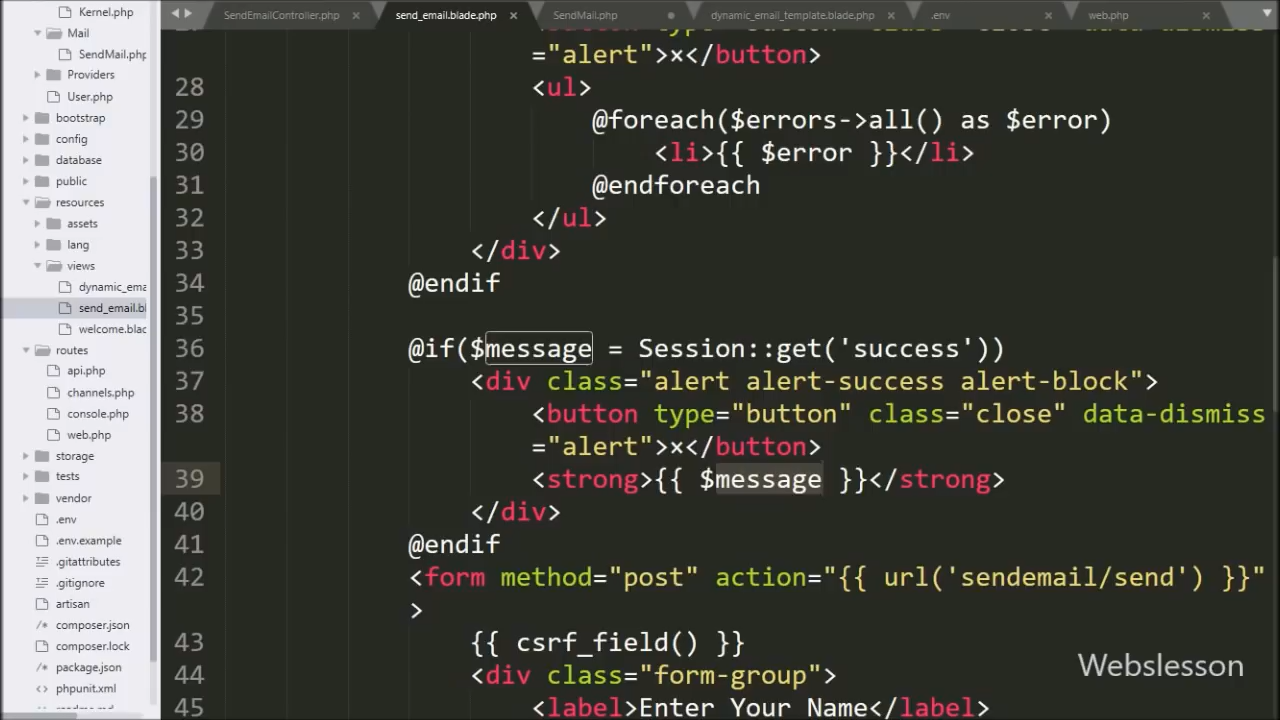 Kernel.php
Mail
SendMail.php
Providers
User.php
bootstrap
config
database
public
resources
assets
lang
views
dynamic_ema
send_email.bl
welcome.blad
routes
api.php
channels.php
console.php
web.php
storage
tests
vendor
.env
.env.example
.gitattributes
.gitignore
artisan
composer.json
composer.lock
package.json
phpunit.xml
SendEmailController.php × send_email.blade.php × SendMail.php dynamic_email_template.blade.php × .env × web.php ×
="alert">×</button>
28 <ul>
29 @foreach($errors->all() as $error)
30 <li>{{ $error }}</li>
31 @endforeach
32 </ul>
33 </div>
34 @endif
35
36 @if($message = Session::get('success'))
37 <div class="alert alert-success alert-block">
38 <button type="button" class="close" data-dismiss
="alert">×</button>
39 <strong>{{ $message }}</strong>
40 </div>
41 @endif
42 <form method="post" action="{{ url('sendemail/send') }}"
>
43 {{ csrf_field() }}
44 <div class="form-group">
45 <label>Enter Your Name</label>
Webslesson